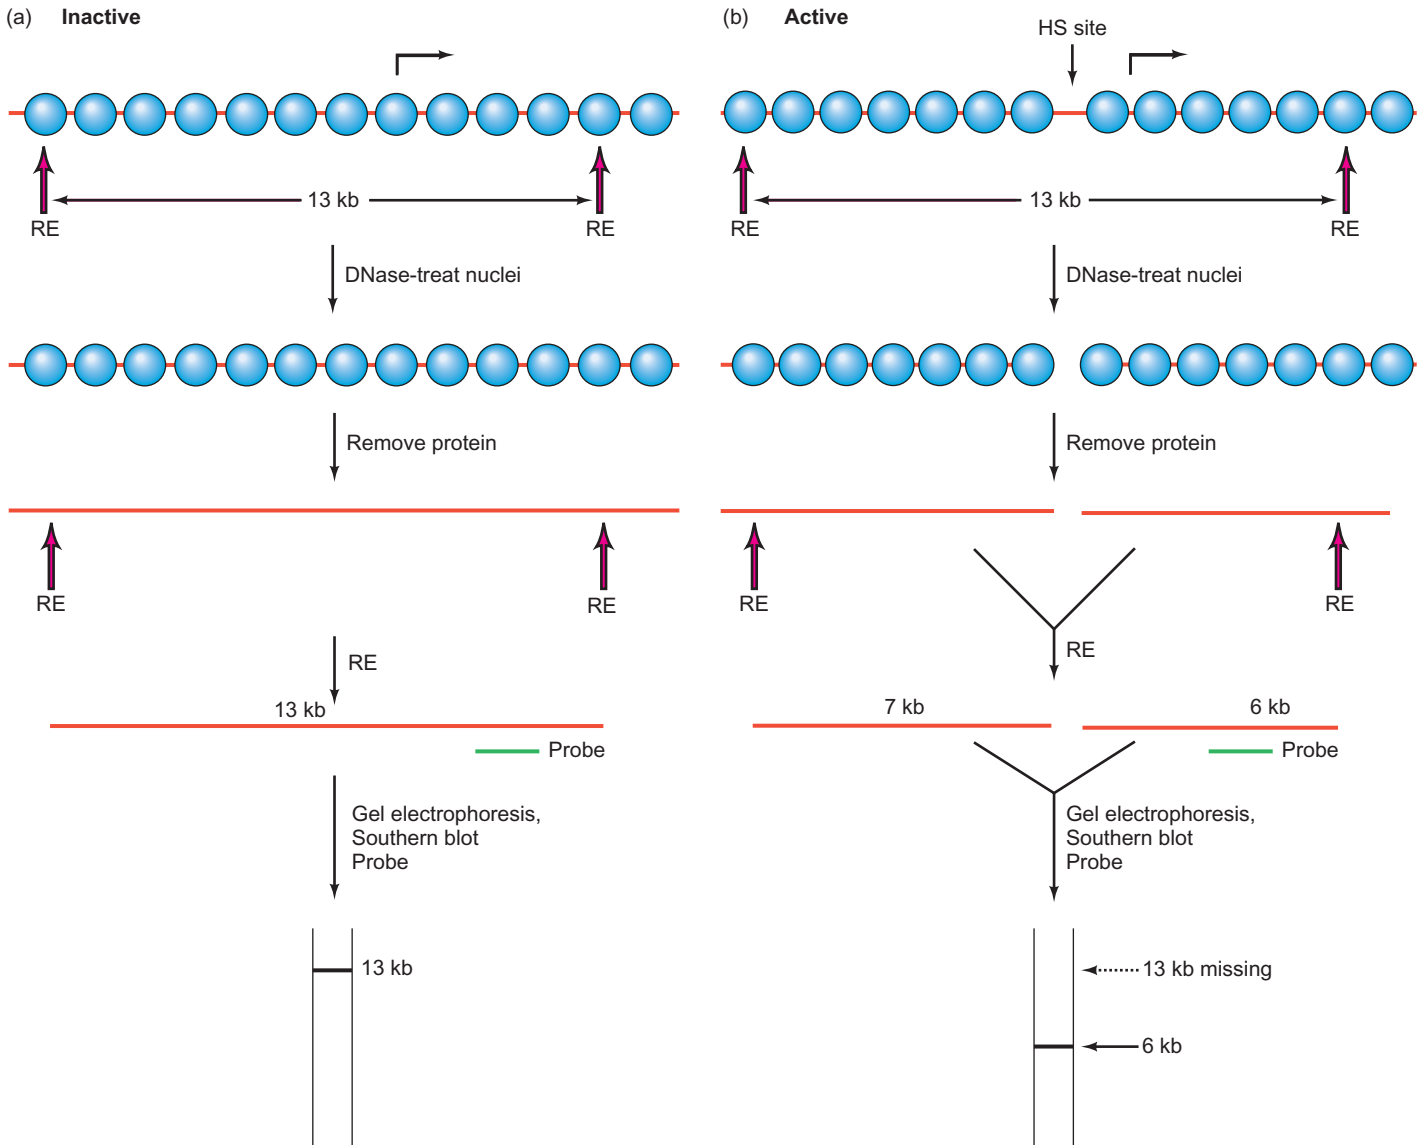 (a) Inactive
13 kb
RE
RE
DNase-treat nuclei
Remove protein
RE
RE
RE
13 kb
Probe
Gel electrophoresis,
Southern blot
Probe
13 kb
(b) Active
HS site
13 kb
RE
RE
DNase-treat nuclei
Remove protein
RE
RE
RE
7 kb
6 kb
Probe
Gel electrophoresis,
Southern blot
Probe
13 kb missing
6 kb